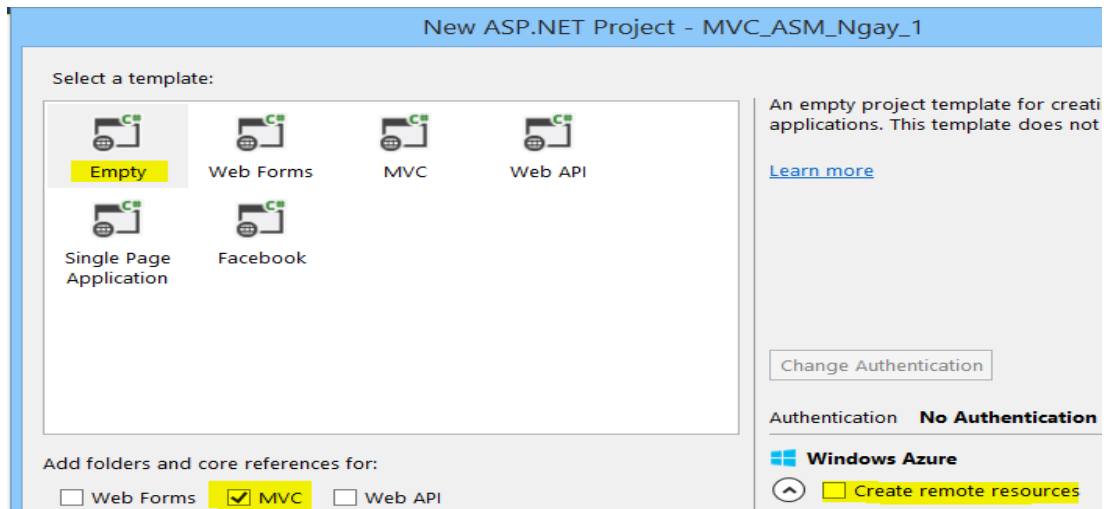 New ASP.NET Project - MVC_ASM_Ngay_1
Select a template:
Empty
Web Forms
MVC
Web API
Single Page
Application
Facebook
An empty project template for creati
applications. This template does not
Learn more
Change Authentication
Authentication No Authentication
Windows Azure
Create remote resources
Add folders and core references for:
Web Forms MVC Web API